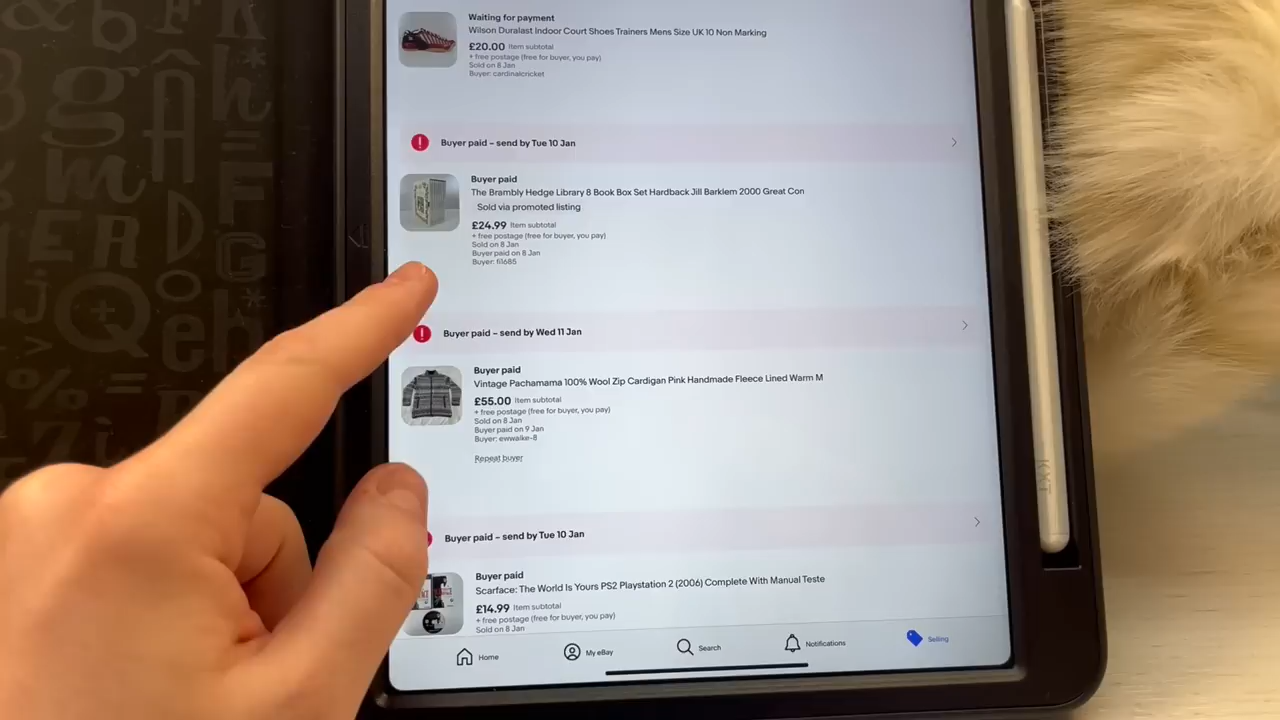 Waiting for payment
Wilson Duralast Indoor Court Shoes Trainers Mens Size UK 10 Non Marking
£20.00 Item subtotal
+ free postage (free for buyer, you pay)
Sold on 8 Jan
Buyer: cardinalcricket
Buyer paid – send by Tue 10 Jan
Buyer paid
The Brambly Hedge Library 8 Book Box Set Hardback Jill Barklem 2000 Great Con
Sold via promoted listing
£24.99 Item subtotal
+ free postage (free for buyer, you pay)
Sold on 8 Jan
Buyer paid on 8 Jan
Buyer: fil685
Buyer paid – send by Wed 11 Jan
Buyer paid
Vintage Pachamama 100% Wool Zip Cardigan Pink Handmade Fleece Lined Warm M
£55.00 Item subtotal
+ free postage (free for buyer, you pay)
Sold on 8 Jan
Buyer paid on 9 Jan
Buyer: ewwalke-8
Repeat buyer
Buyer paid – send by Tue 10 Jan
Buyer paid
Scarface: The World Is Yours PS2 Playstation 2 (2006) Complete With Manual Teste
£14.99 Item subtotal
+ free postage (free for buyer, you pay)
Sold on 8 Jan
Home My eBay Search Notifications Selling